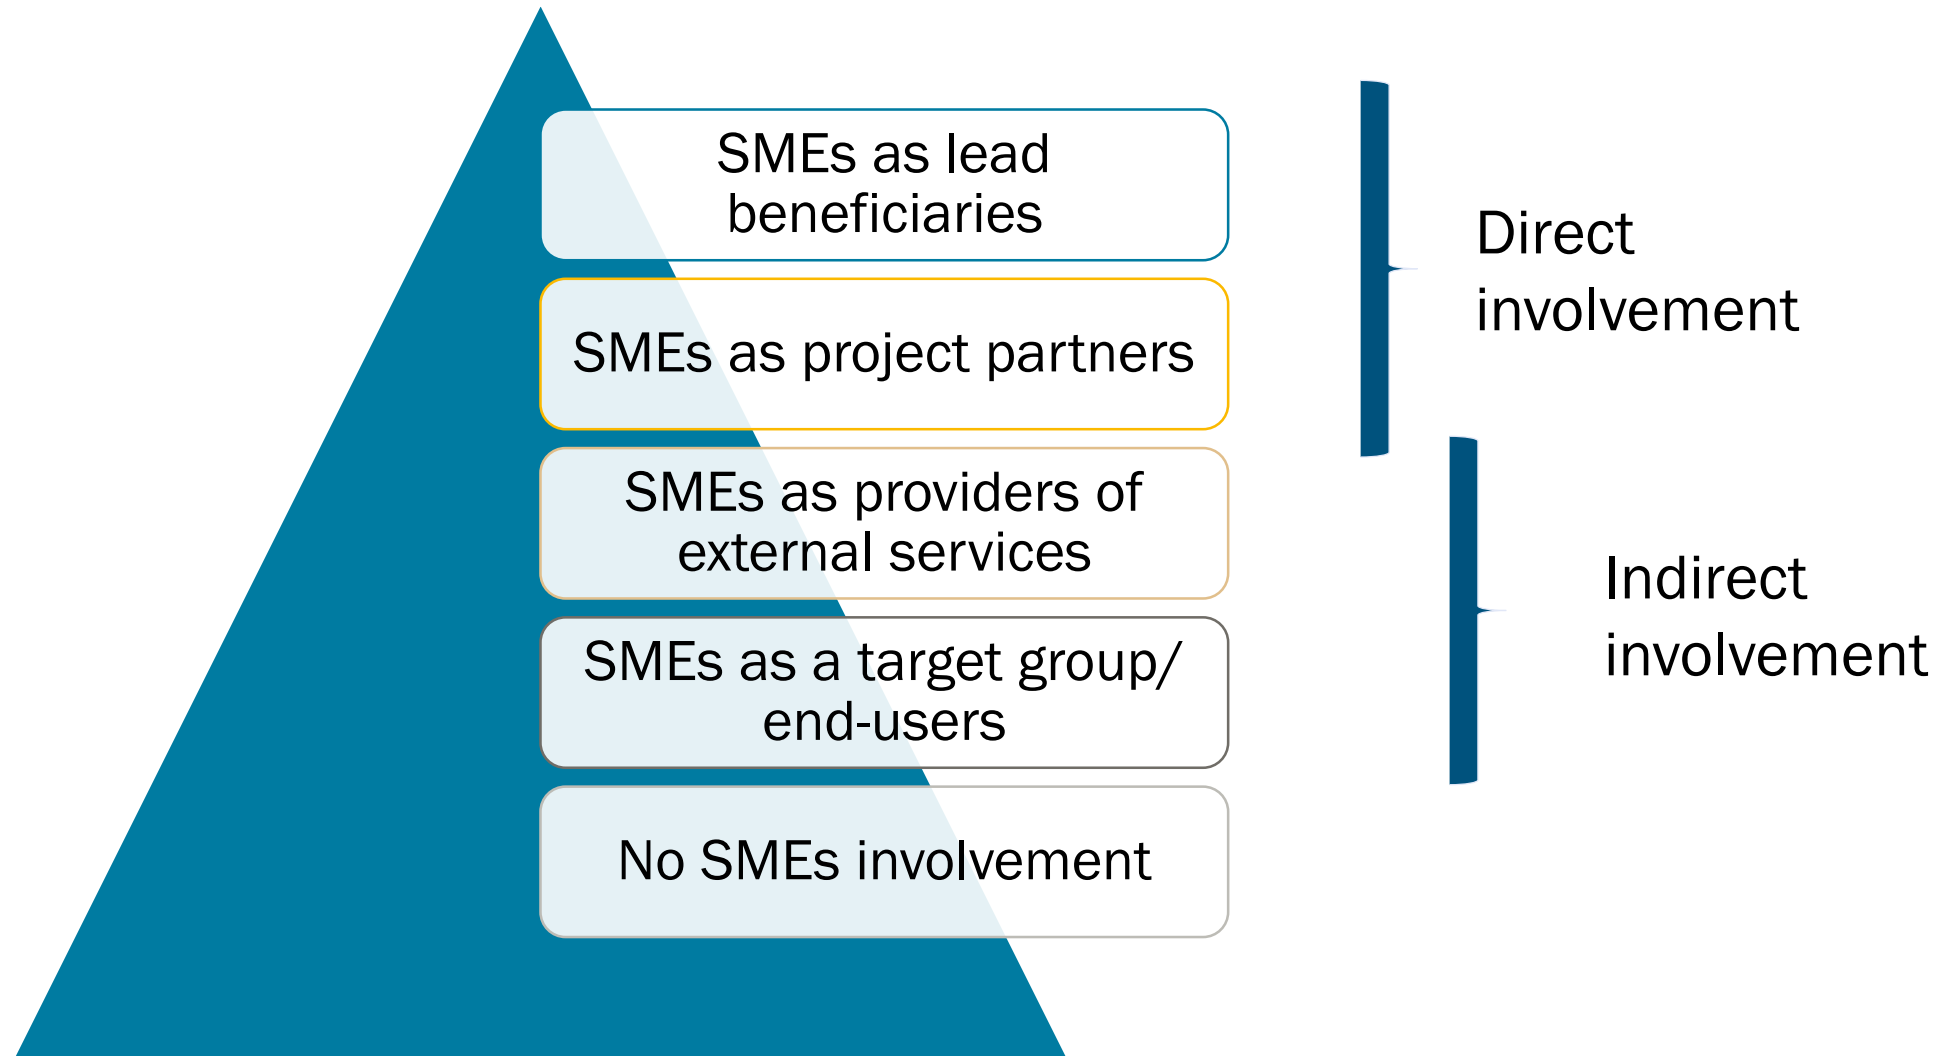 SMEs as lead
beneficiaries
SMEs as project partners
SMEs as providers of
external services
SMEs as a target group/
end-users
No SMEs involvement
Direct
involvement
Indirect
involvement